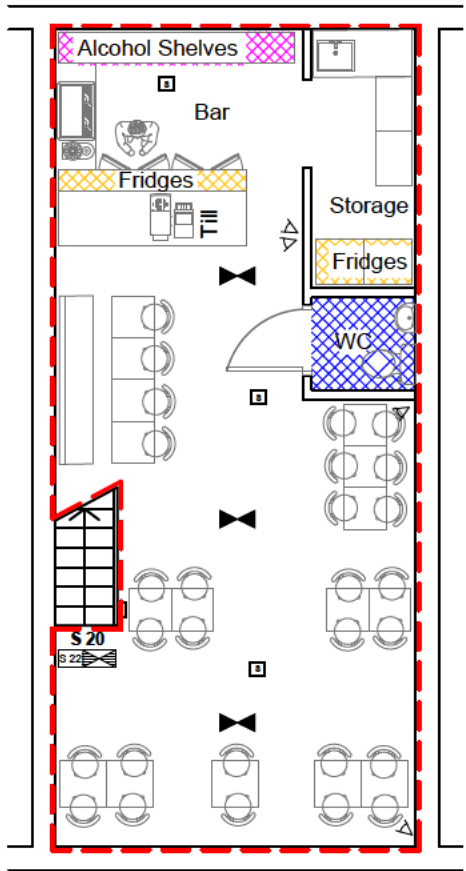 Alcohol Shelves
S
Bar
Fridges
Till
Storage
Fridges
WC
S
S 20
S 22
S